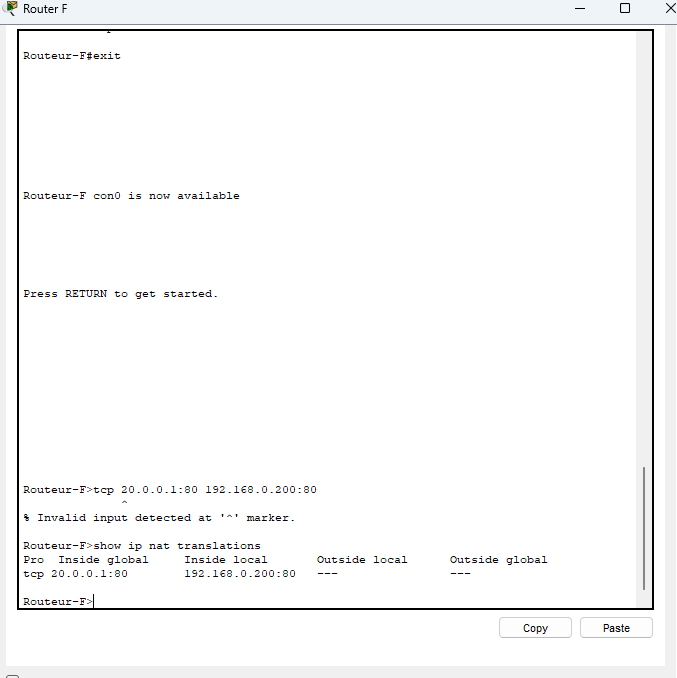 Router F
Routeur-F#exit
Routeur-F con0 is now available
Press RETURN to get started.
Routeur-F>tcp 20.0.0.1:80 192.168.0.200:80
^
% Invalid input detected at '^' marker.
Routeur-F>show ip nat translations
Pro  Inside global     Inside local       Outside local      Outside global
tcp 20.0.0.1:80        192.168.0.200:80   ---                ---
Routeur-F>
Copy Paste